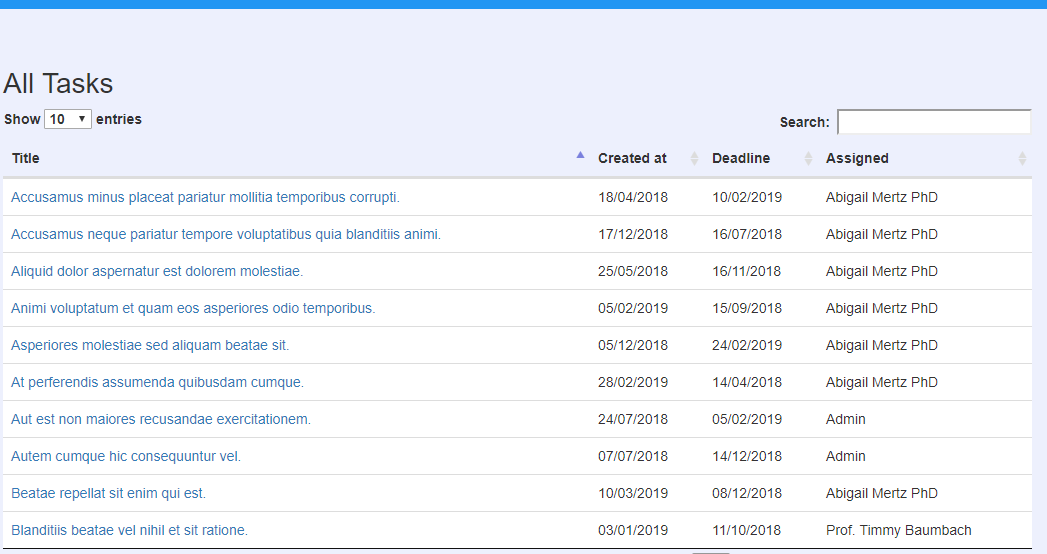 All Tasks
Show 10 entries
Search:
Title Created at Deadline Assigned
Accusamus minus placeat pariatur mollitia temporibus corrupti. 18/04/2018 10/02/2019 Abigail Mertz PhD
Accusamus neque pariatur tempore voluptatibus quia blanditiis animi. 17/12/2018 16/07/2018 Abigail Mertz PhD
Aliquid dolor aspernatur est dolorem molestiae. 25/05/2018 16/11/2018 Abigail Mertz PhD
Animi voluptatum et quam eos asperiores odio temporibus. 05/02/2019 15/09/2018 Abigail Mertz PhD
Asperiores molestiae sed aliquam beatae sit. 05/12/2018 24/02/2019 Abigail Mertz PhD
At perferendis assumenda quibusdam cumque. 28/02/2019 14/04/2018 Abigail Mertz PhD
Aut est non maiores recusandae exercitationem. 24/07/2018 05/02/2019 Admin
Autem cumque hic consequuntur vel. 07/07/2018 14/12/2018 Admin
Beatae repellat sit enim qui est. 10/03/2019 08/12/2018 Abigail Mertz PhD
Blanditiis beatae vel nihil et sit ratione. 03/01/2019 11/10/2018 Prof. Timmy Baumbach